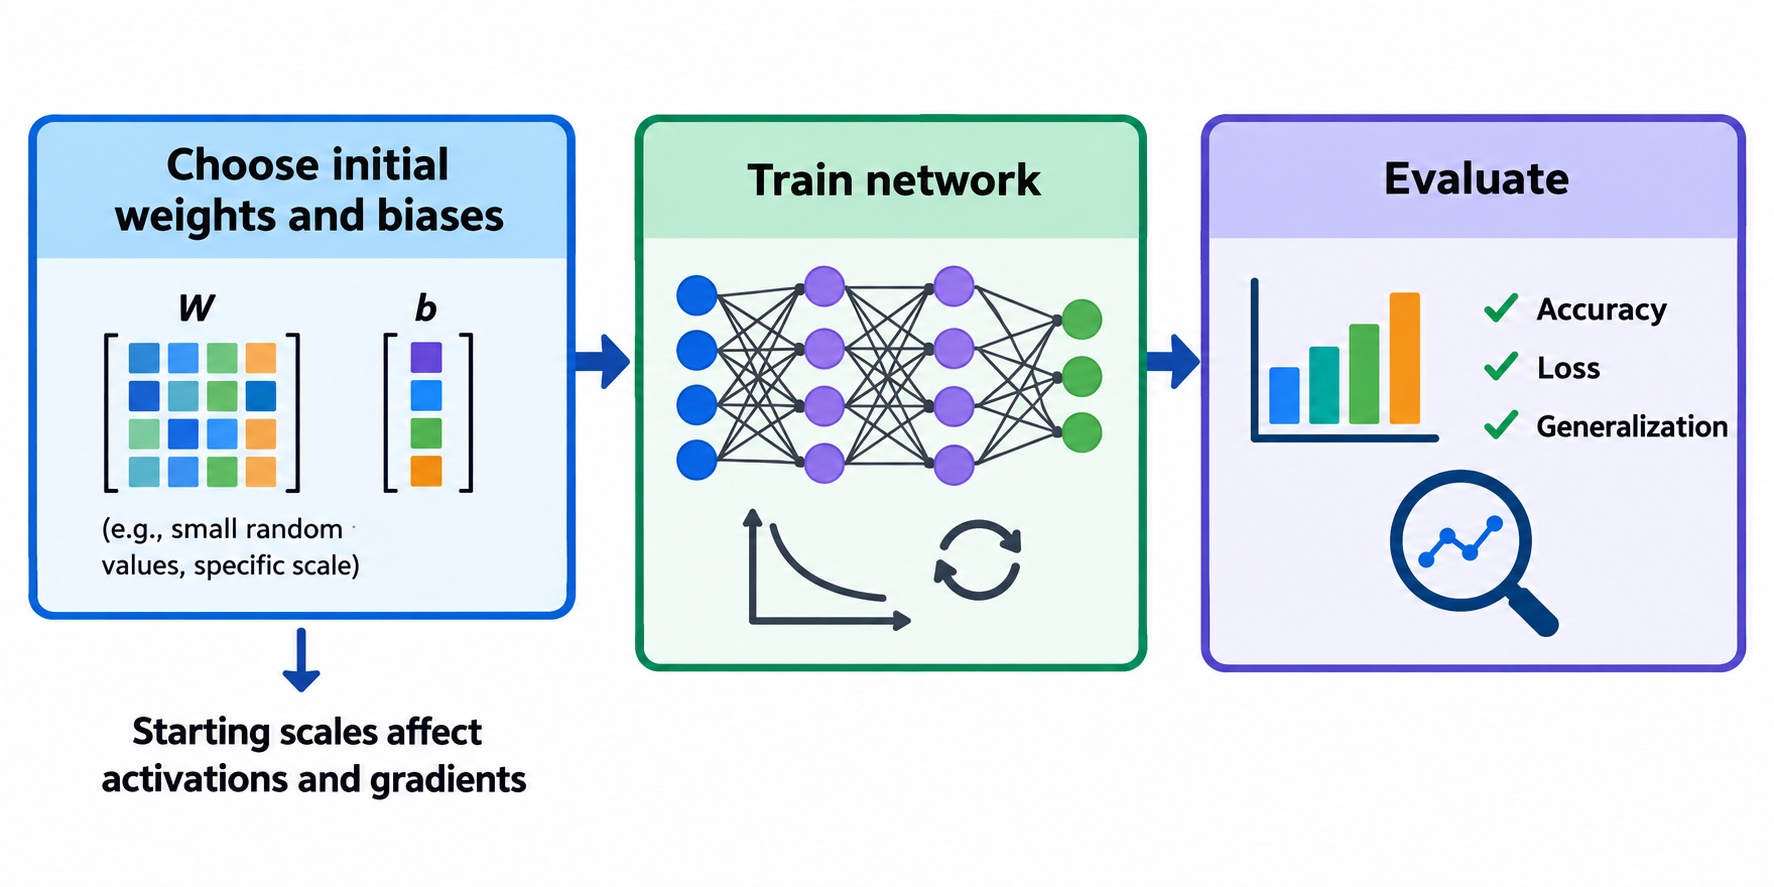 Choose initial
weights and biases
W
b
(e.g., small random
values, specific scale)
Starting scales affect
activations and gradients
Train network
Evaluate
Accuracy
Loss
Generalization